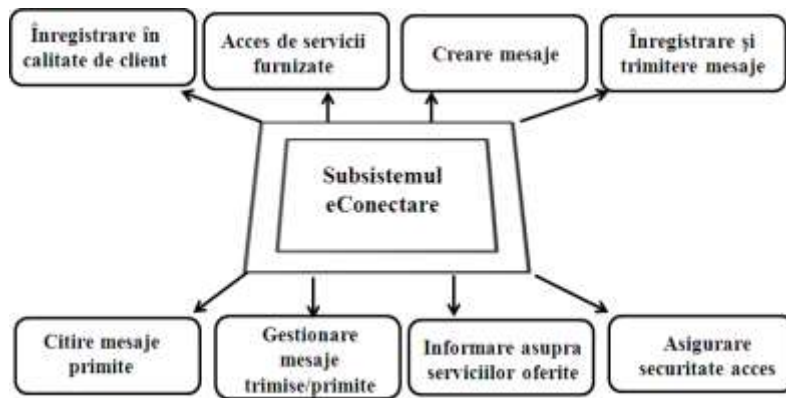 Înregistrare în
calitate de client
Acces de servicii
furnizate
Creare mesaje
Înregistrare și
trimitere mesaje
Subsistemul
eConectare
Citire mesaje
primite
Gestionare
mesaje
trimise/primite
Informare asupra
serviciilor oferite
Asigurare
securitate acces